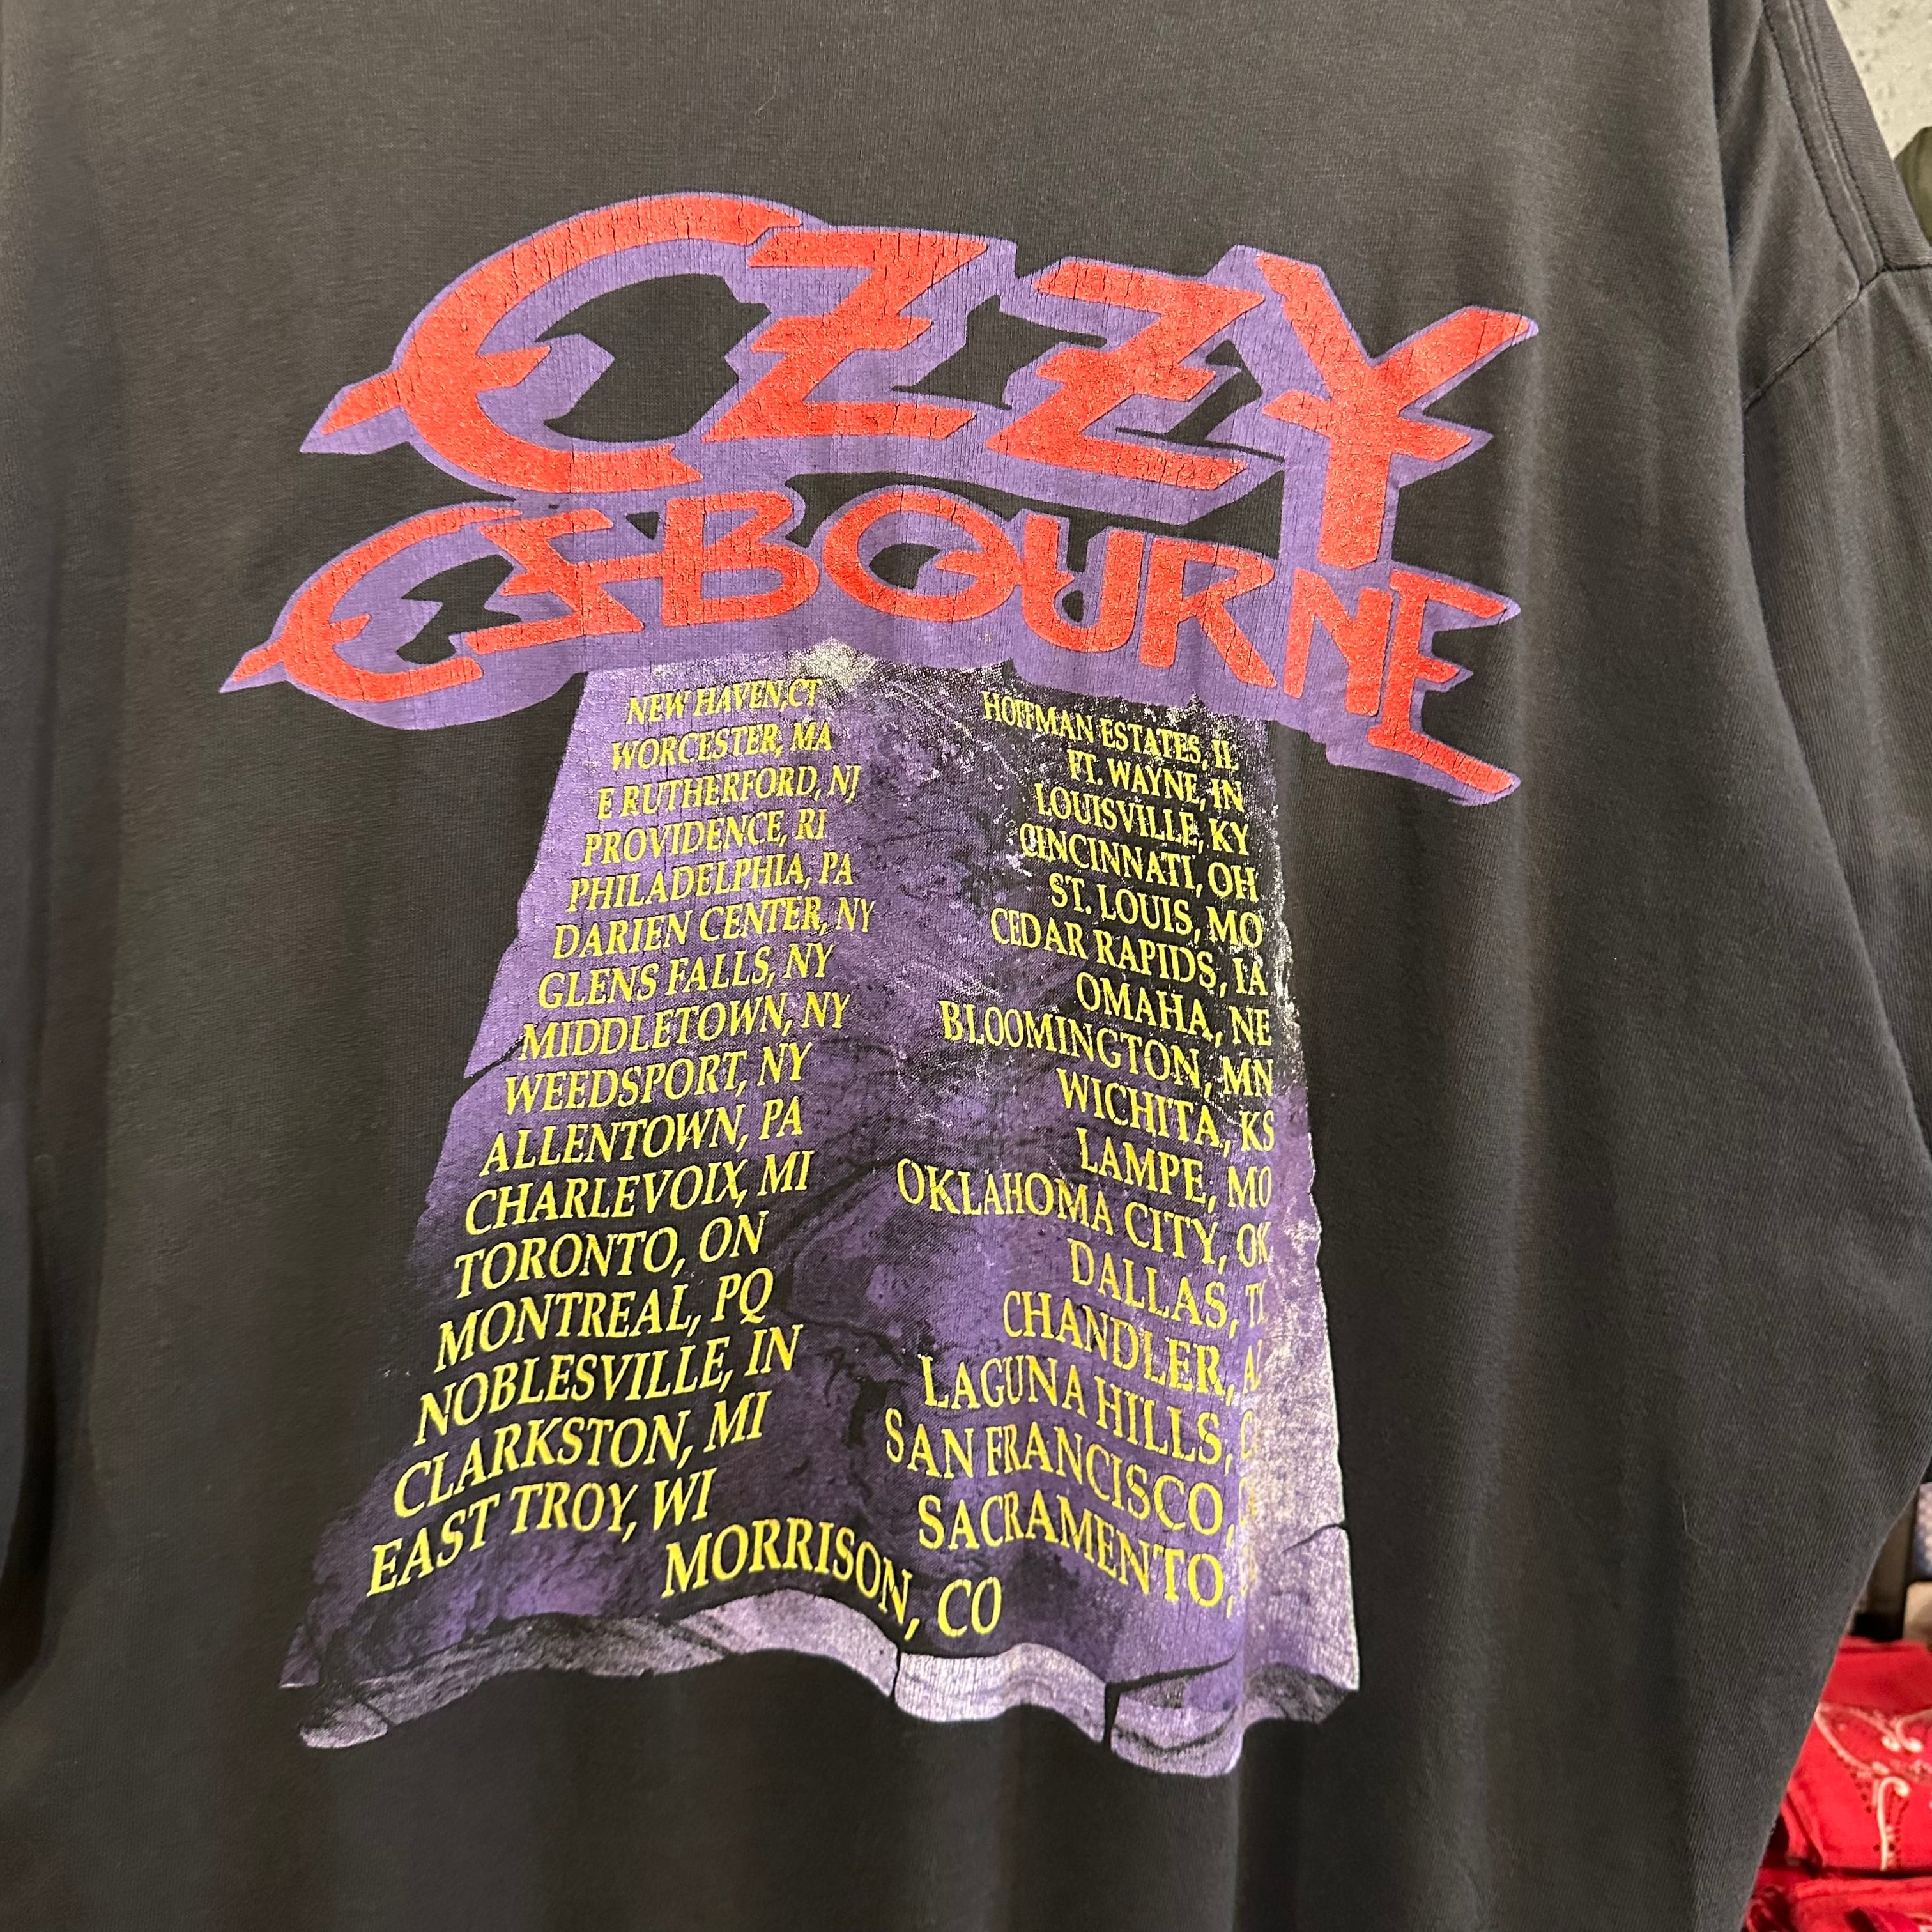 OZZY
OSBOURNE
NEW HAVEN,CT
WORCESTER, MA
E RUTHERFORD, NJ
PROVIDENCE, RI
PHILADELPHIA, PA
DARIEN CENTER, NY
GLENS FALLS, NY
MIDDLETOWN, NY
WEEDSPORT, NY
ALLENTOWN, PA
CHARLEVOIX, MI
TORONTO, ON
MONTREAL, PQ
NOBLESVILLE, IN
CLARKSTON, MI
EAST TROY, WI
HOFFMAN ESTATES, IL
FT. WAYNE, IN
LOUISVILLE, KY
CINCINNATI, OH
ST. LOUIS, MO
CEDAR RAPIDS, IA
OMAHA, NE
BLOOMINGTON, MN
WICHITA, KS
LAMPE, MO
OKLAHOMA CITY, OK
DALLAS, TX
CHANDLER,
LAGUNA HILLS,
SAN FRANCISCO,
SACRAMENTO,
MORRISON, CO